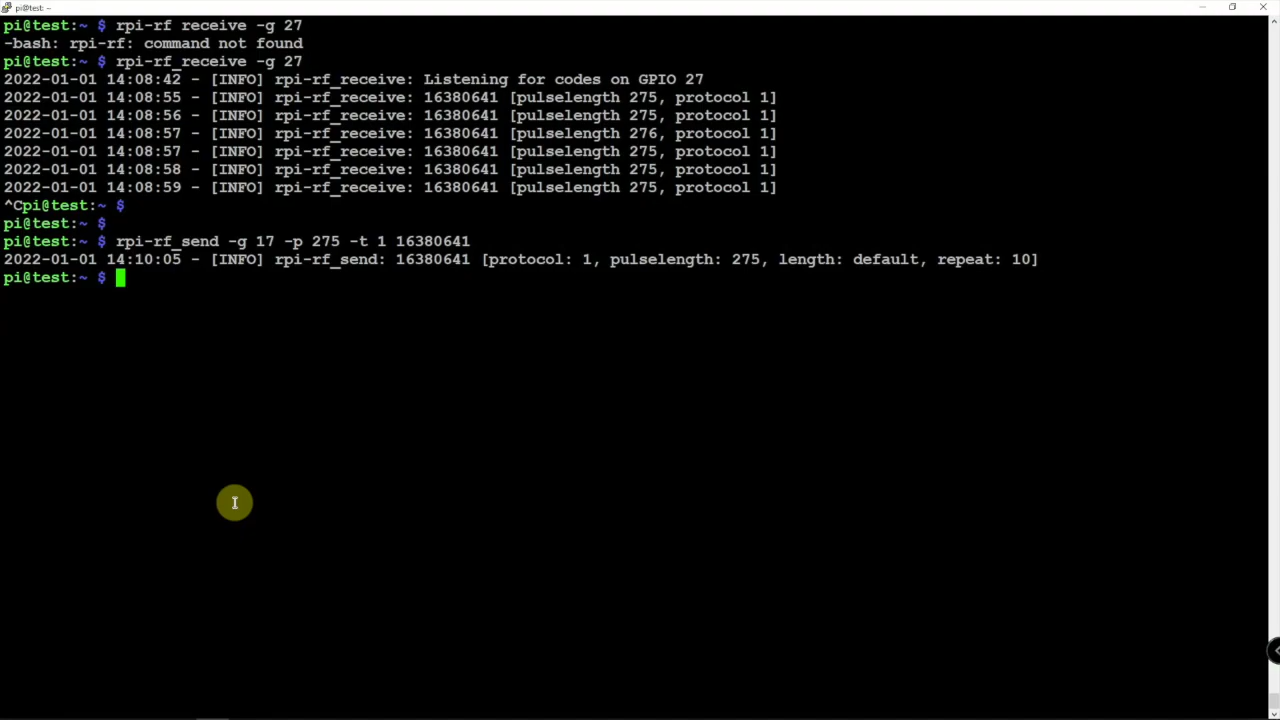 pi@test: ~
pi@test:~ $ rpi-rf receive -g 27
-bash: rpi-rf: command not found
pi@test:~ $ rpi-rf_receive -g 27
2022-01-01 14:08:42 - [INFO] rpi-rf_receive: Listening for codes on GPIO 27
2022-01-01 14:08:55 - [INFO] rpi-rf_receive: 16380641 [pulselength 275, protocol 1]
2022-01-01 14:08:56 - [INFO] rpi-rf_receive: 16380641 [pulselength 275, protocol 1]
2022-01-01 14:08:57 - [INFO] rpi-rf_receive: 16380641 [pulselength 276, protocol 1]
2022-01-01 14:08:57 - [INFO] rpi-rf_receive: 16380641 [pulselength 275, protocol 1]
2022-01-01 14:08:58 - [INFO] rpi-rf_receive: 16380641 [pulselength 275, protocol 1]
2022-01-01 14:08:59 - [INFO] rpi-rf_receive: 16380641 [pulselength 275, protocol 1]
^Cpi@test:~ $
pi@test:~ $
pi@test:~ $ rpi-rf_send -g 17 -p 275 -t 1 16380641
2022-01-01 14:10:05 - [INFO] rpi-rf_send: 16380641 [protocol: 1, pulselength: 275, length: default, repeat: 10]
pi@test:~ $